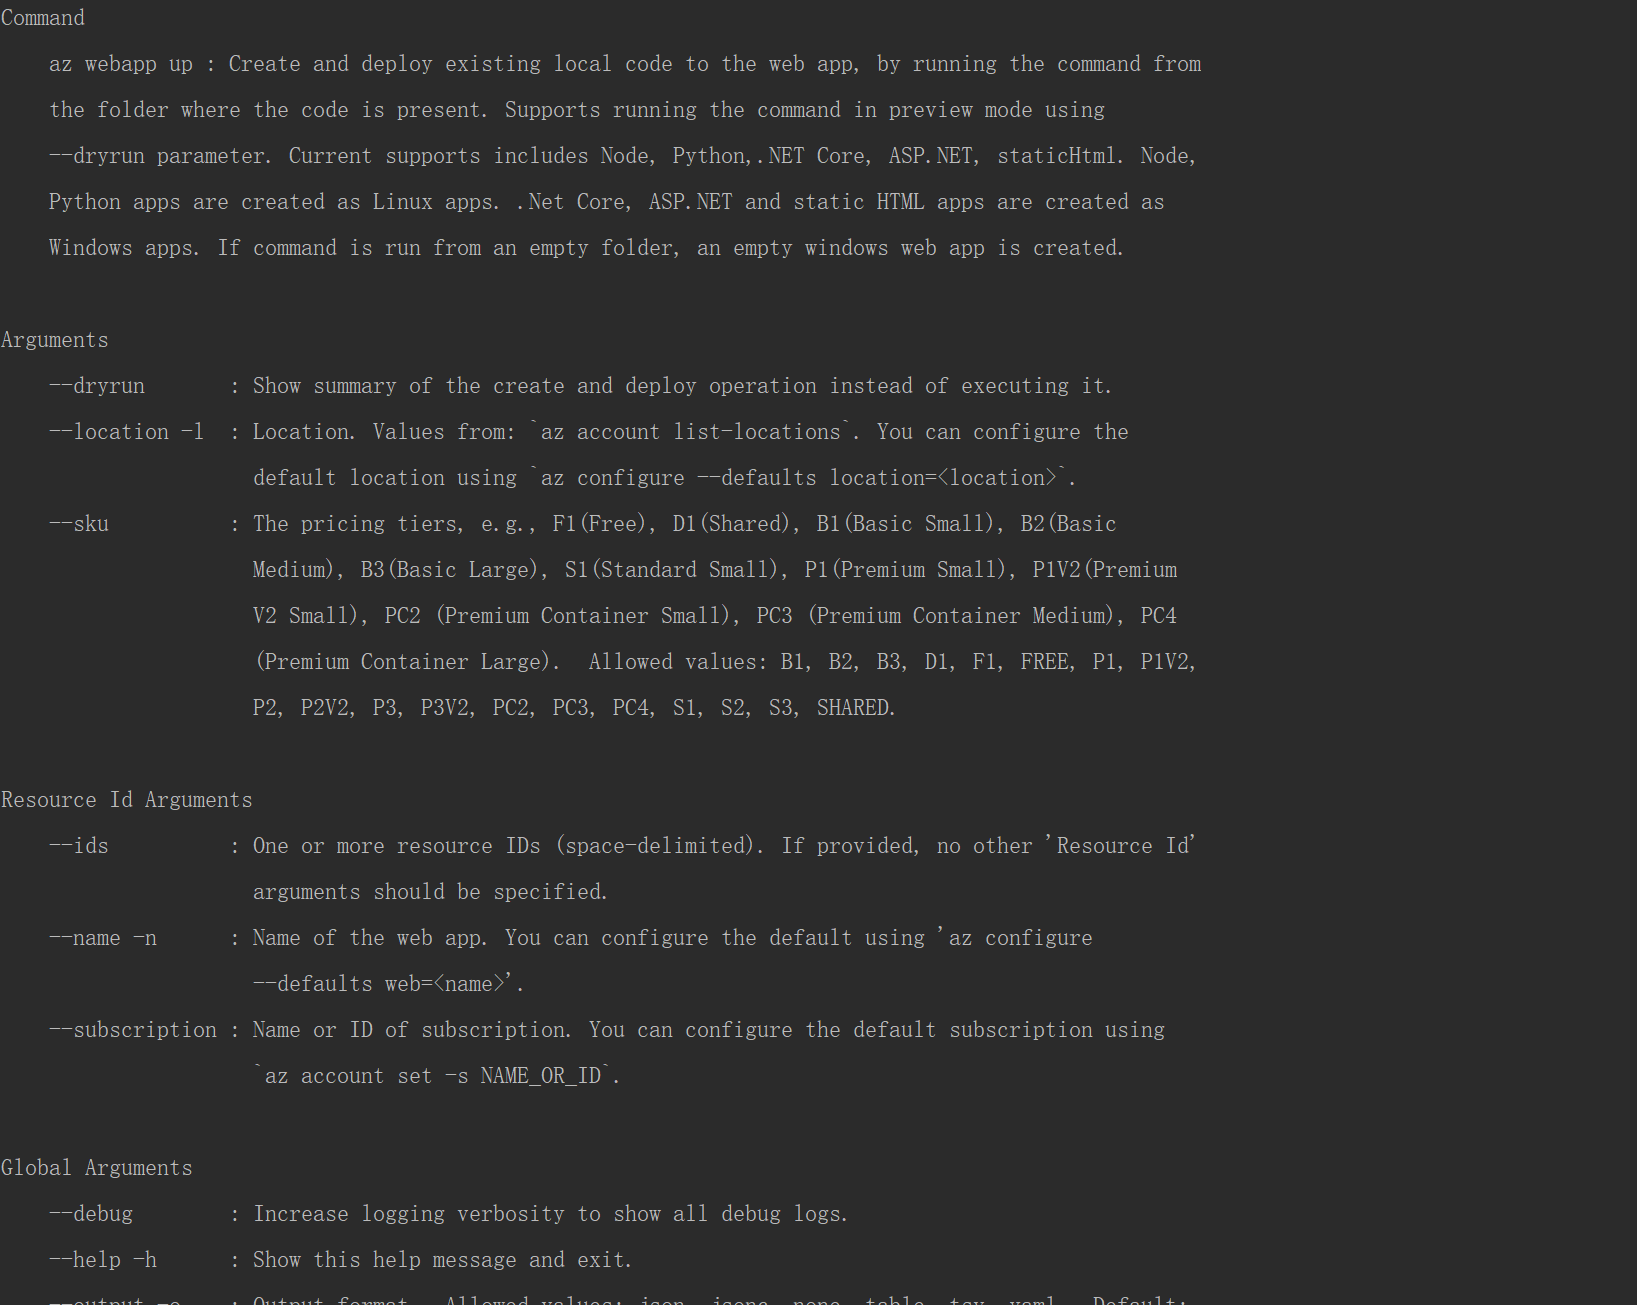 Command
az webapp up : Create and deploy existing local code to the web app, by running the command from
the folder where the code is present. Supports running the command in preview mode using
--dryrun parameter. Current supports includes Node, Python,.NET Core, ASP.NET, staticHtml. Node,
Python apps are created as Linux apps. .Net Core, ASP.NET and static HTML apps are created as
Windows apps. If command is run from an empty folder, an empty windows web app is created.
Arguments
--dryrun : Show summary of the create and deploy operation instead of executing it.
--location -l : Location. Values from: `az account list-locations`. You can configure the
default location using `az configure --defaults location=<location>`.
--sku : The pricing tiers, e.g., F1(Free), D1(Shared), B1(Basic Small), B2(Basic
Medium), B3(Basic Large), S1(Standard Small), P1(Premium Small), P1V2(Premium
V2 Small), PC2 (Premium Container Small), PC3 (Premium Container Medium), PC4
(Premium Container Large).  Allowed values: B1, B2, B3, D1, F1, FREE, P1, P1V2,
P2, P2V2, P3, P3V2, PC2, PC3, PC4, S1, S2, S3, SHARED.
Resource Id Arguments
--ids : One or more resource IDs (space-delimited). If provided, no other 'Resource Id'
arguments should be specified.
--name -n : Name of the web app. You can configure the default using 'az configure
--defaults web=<name>'.
--subscription : Name or ID of subscription. You can configure the default subscription using
`az account set -s NAME_OR_ID`.
Global Arguments
--debug : Increase logging verbosity to show all debug logs.
--help -h : Show this help message and exit.
--output -o : Output format.  Allowed values: json, jsonc, none, table, tsv, yaml.  Default: